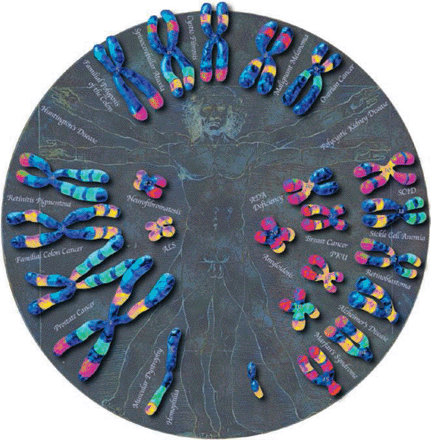 Cystic Fibrosis
Spinocerebellar Ataxia
Familial Polyposis
of the Colon
Huntington's Disease
Retinitis Pigmentosa
Familial Colon Cancer
Prostate Cancer
Muscular Dystrophy
Hemophilia
Neurofibromatosis
ALS
Malignant Melanoma
Ovarian Cancer
Polycystic Kidney Disease
ADA
Deficiency
SCID
Sickle Cell Anemia
Breast Cancer
PKU
Retinoblastoma
Amyloidosis
Alzheimer's Disease
Marfan's Syndrome